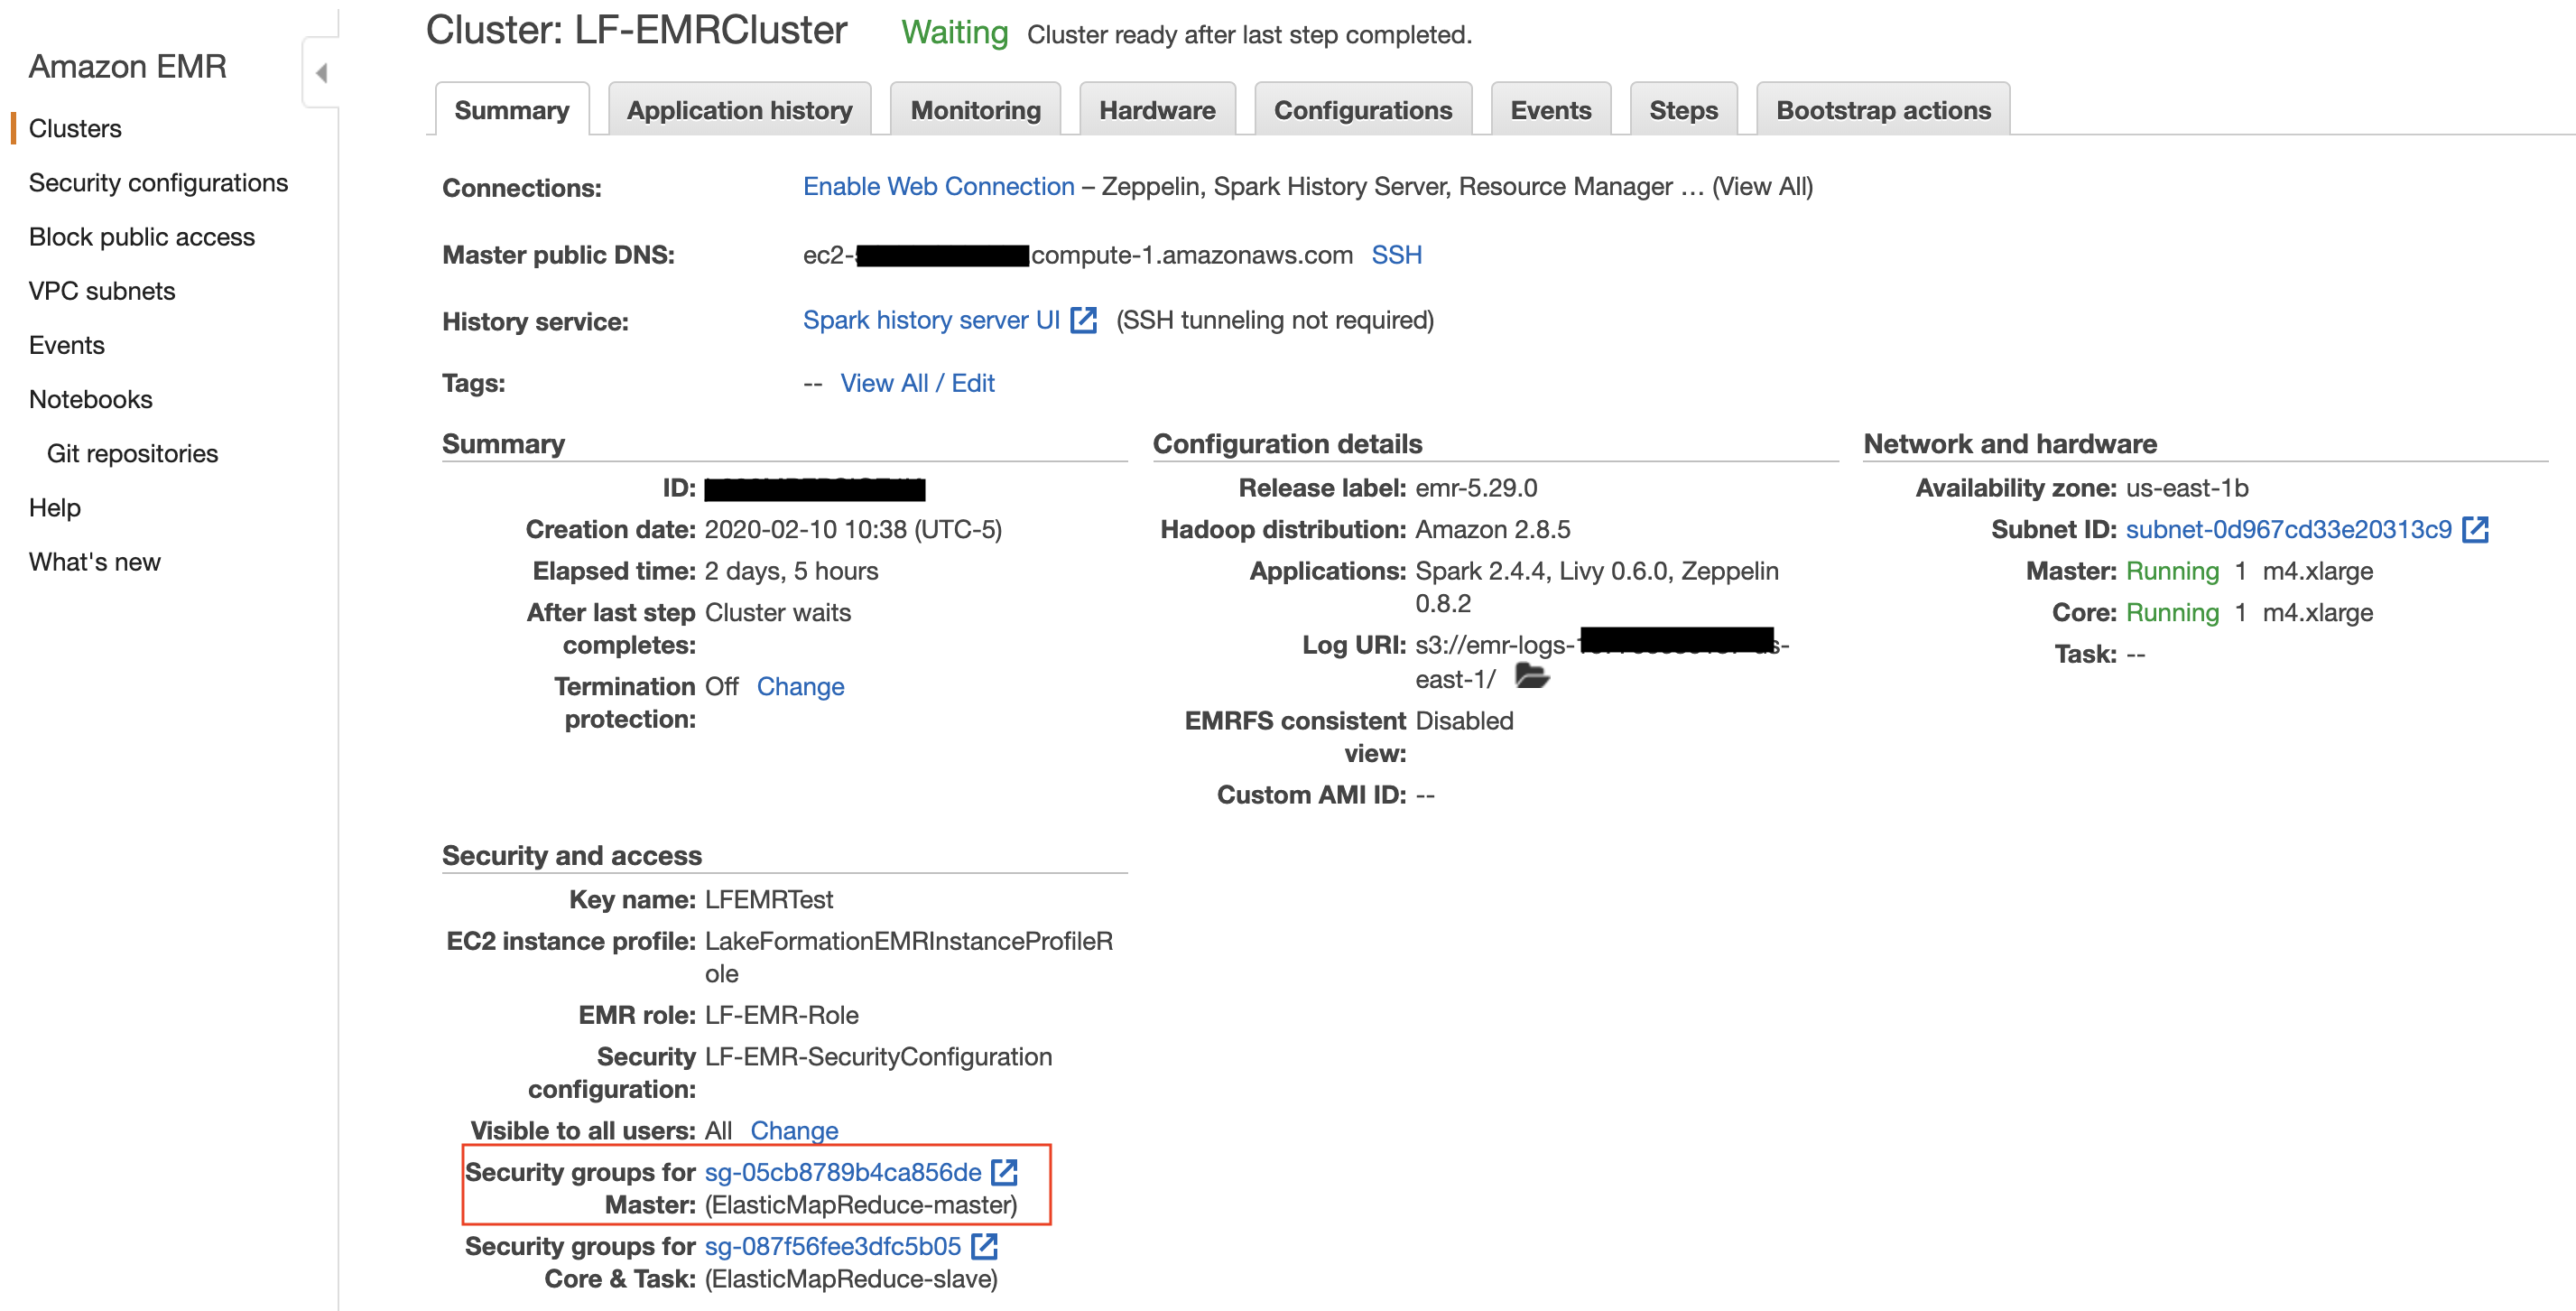 Amazon EMR
Clusters
Security configurations
Block public access
VPC subnets
Events
Notebooks
Git repositories
Help
What's new
Cluster: LF-EMRCluster Waiting Cluster ready after last step completed.
Summary Application history Monitoring Hardware Configurations Events Steps Bootstrap actions
Connections: Enable Web Connection – Zeppelin, Spark History Server, Resource Manager … (View All)
Master public DNS: ec2- compute-1.amazonaws.com SSH
History service: Spark history server UI (SSH tunneling not required)
Tags: -- View All / Edit
Summary
ID:
Creation date: 2020-02-10 10:38 (UTC-5)
Elapsed time: 2 days, 5 hours
After last step Cluster waits
completes:
Termination Off Change
protection:
Configuration details
Release label: emr-5.29.0
Hadoop distribution: Amazon 2.8.5
Applications: Spark 2.4.4, Livy 0.6.0, Zeppelin
0.8.2
Log URI: s3://emr-logs- s-
east-1/
EMRFS consistent Disabled
view:
Custom AMI ID: --
Network and hardware
Availability zone: us-east-1b
Subnet ID: subnet-0d967cd33e20313c9
Master: Running 1 m4.xlarge
Core: Running 1 m4.xlarge
Task: --
Security and access
Key name: LFEMRTest
EC2 instance profile: LakeFormationEMRInstanceProfileR
ole
EMR role: LF-EMR-Role
Security LF-EMR-SecurityConfiguration
configuration:
Visible to all users: All Change
Security groups for sg-05cb8789b4ca856de
Master: (ElasticMapReduce-master)
Security groups for sg-087f56fee3dfc5b05
Core & Task: (ElasticMapReduce-slave)